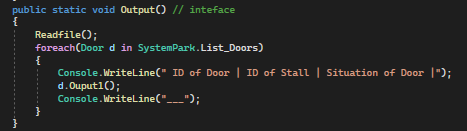 public static void Output() // inteface
{
Readfile();
foreach(Door d in SystemPark.List_Doors)
{
Console.WriteLine(" ID of Door | ID of Stall | Situation of Door |");
d.Ouput1();
Console.WriteLine("___");
}
}